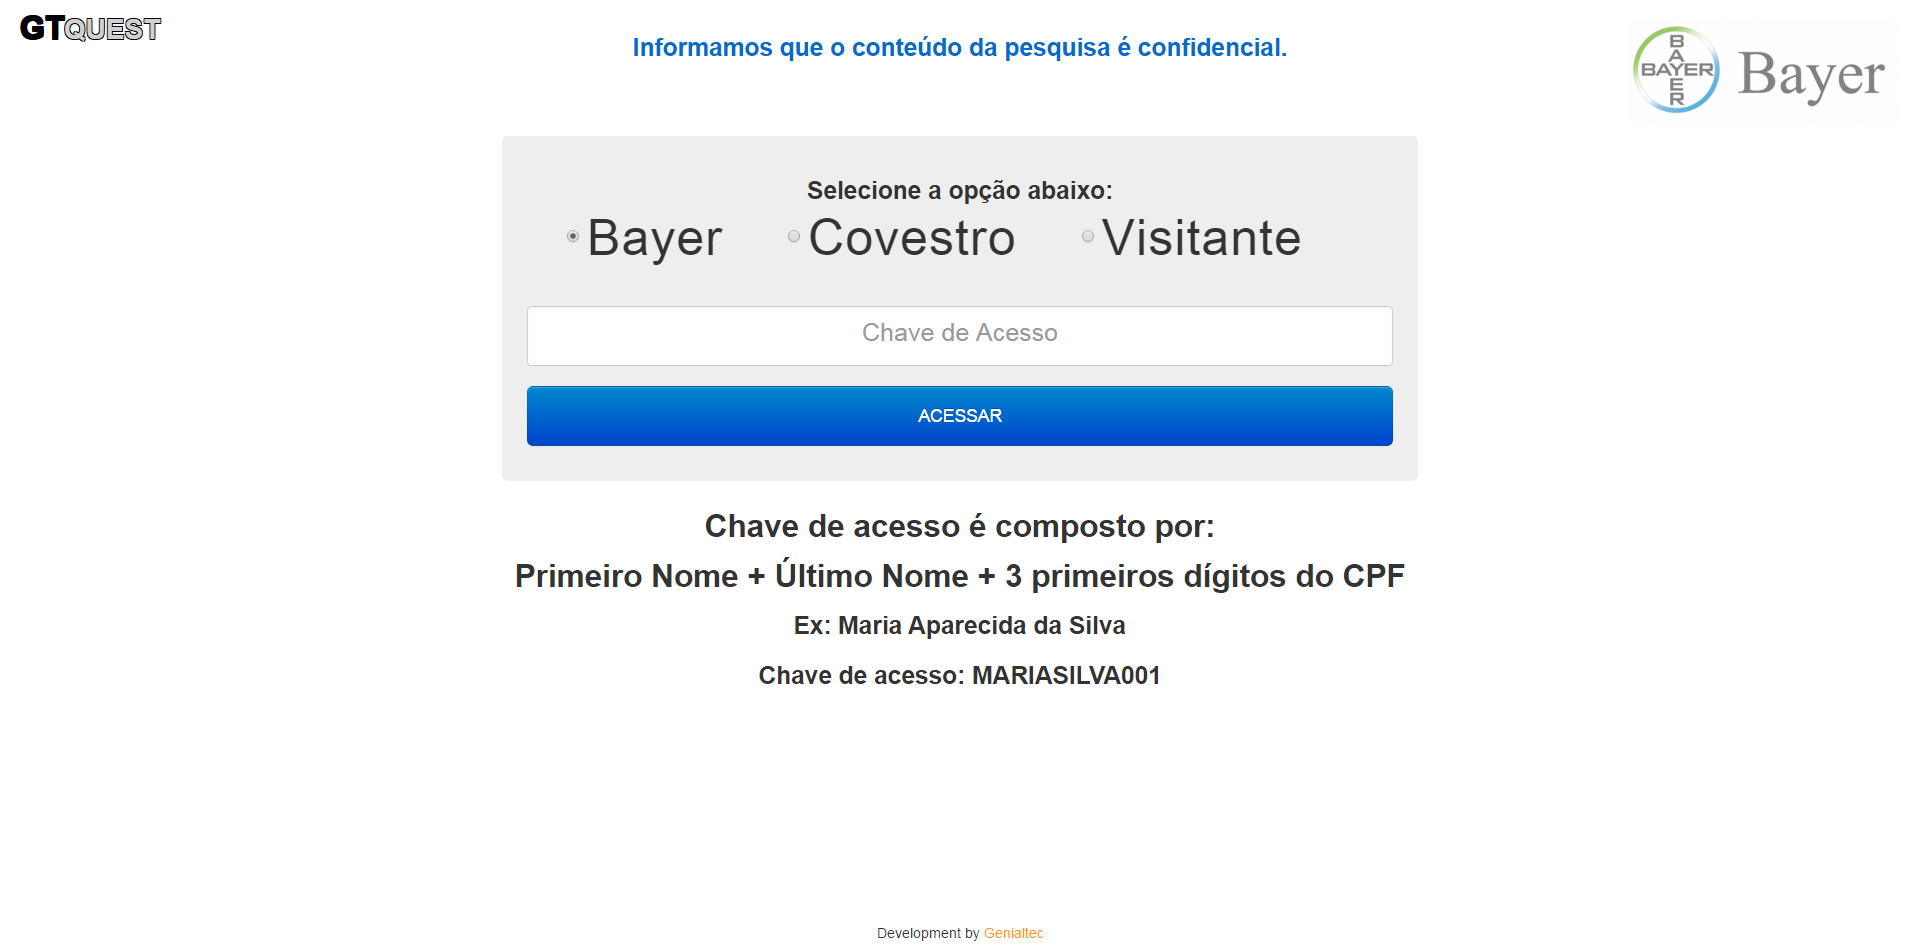 GTQUEST
Informamos que o conteúdo da pesquisa é confidencial.
BAYER
BAYER
Bayer
Selecione a opção abaixo:
Bayer Covestro Visitante
Chave de Acesso
ACESSAR
Chave de acesso é composto por:
Primeiro Nome + Último Nome + 3 primeiros dígitos do CPF
Ex: Maria Aparecida da Silva
Chave de acesso: MARIASILVA001
Development by Genialtec